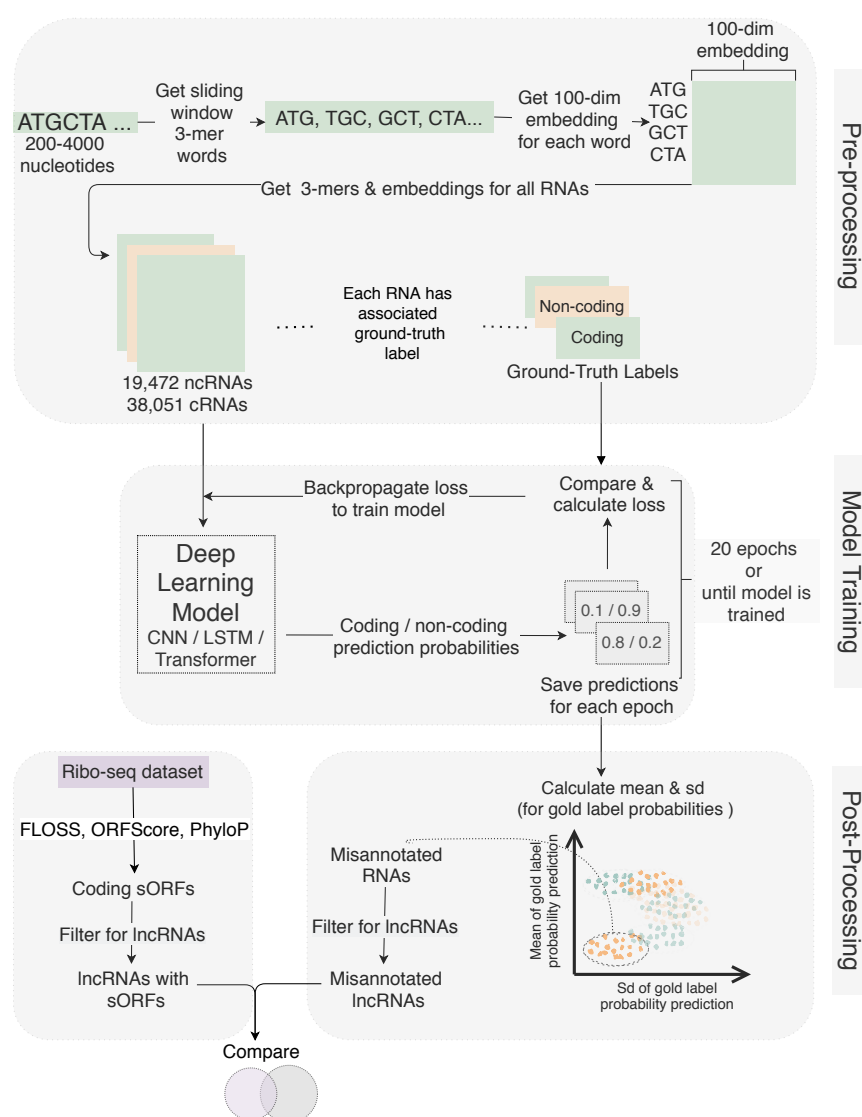 100-dim
embedding
ATGCTA ...
200-4000
nucleotides
Get sliding
window
3-mer
words
ATG, TGC, GCT, CTA...
Get 100-dim
embedding
for each word
ATG
TGC
GCT
CTA
Pre-processing
Get 3-mers & embeddings for all RNAs
19,472 ncRNAs
38,051 cRNAs
.....
Each RNA has
associated
ground-truth
label
......
Non-coding
Coding
Ground-Truth Labels
Model Training
Backpropagate loss
to train model
Compare &
calculate loss
20 epochs
or
until model is
trained
Deep
Learning
Model
CNN / LSTM /
Transformer
Coding / non-coding
prediction probabilities
0.1 / 0.9
0.8 / 0.2
Save predictions
for each epoch
Post-Processing
Ribo-seq dataset
FLOSS, ORFScore, PhyloP
Coding sORFs
Filter for lncRNAs
lncRNAs with
sORFs
Misannotated
RNAs
Filter for lncRNAs
Misannotated
lncRNAs
Calculate mean & sd
(for gold label probabilities )
Mean of gold label
probability prediction
Sd of gold label
probability prediction
Compare